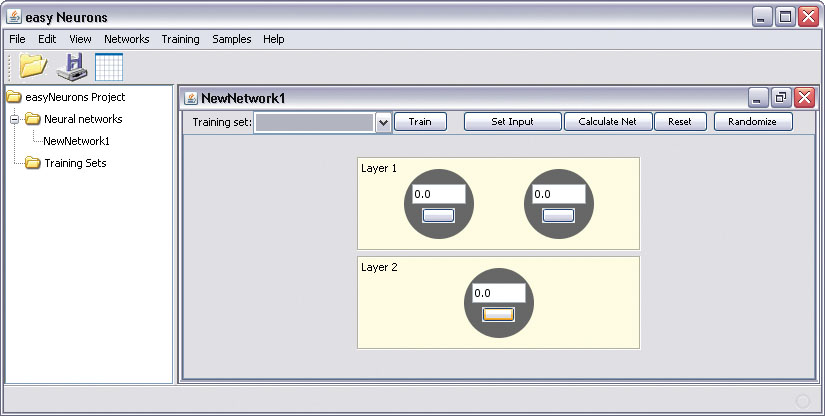 easy Neurons
File Edit View Networks Training Samples Help
easyNeurons Project
Neural networks
NewNetwork1
Training Sets
NewNetwork1
Training set: Train Set Input Calculate Net Reset Randomize
Layer 1
0.0 0.0
Layer 2
0.0